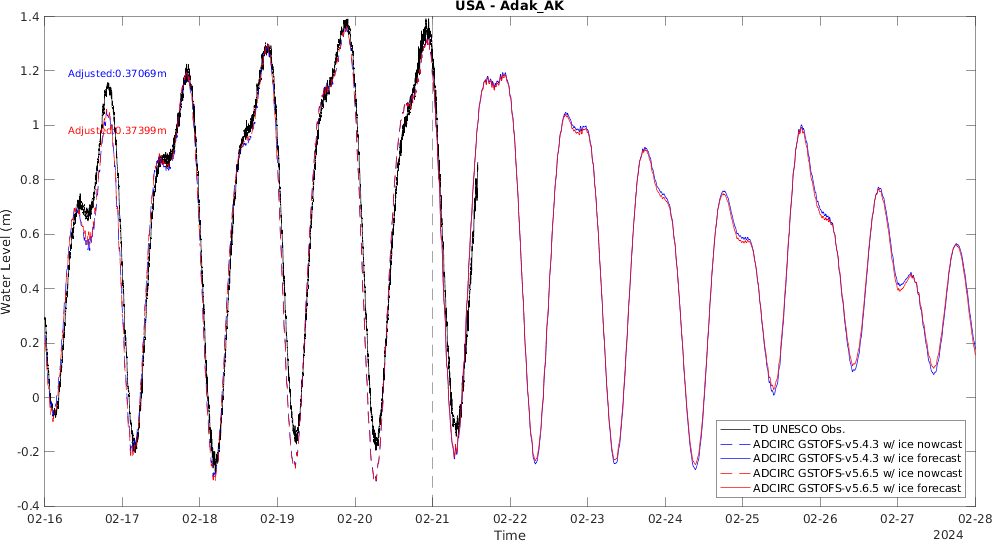 USA - Adak_AK
1.4
1.2
1
0.8
0.6
0.4
0.2
0
-0.2
-0.4
Water Level (m)
Adjusted:0.37069m
Adjusted:0.37399m
TD UNESCO Obs.
ADCIRC GSTOFS-v5.4.3 w/ ice nowcast
ADCIRC GSTOFS-v5.4.3 w/ ice forecast
ADCIRC GSTOFS-v5.6.5 w/ ice nowcast
ADCIRC GSTOFS-v5.6.5 w/ ice forecast
02-16 02-17 02-18 02-19 02-20 02-21 02-22 02-23 02-24 02-25 02-26 02-27 02-28
Time
2024